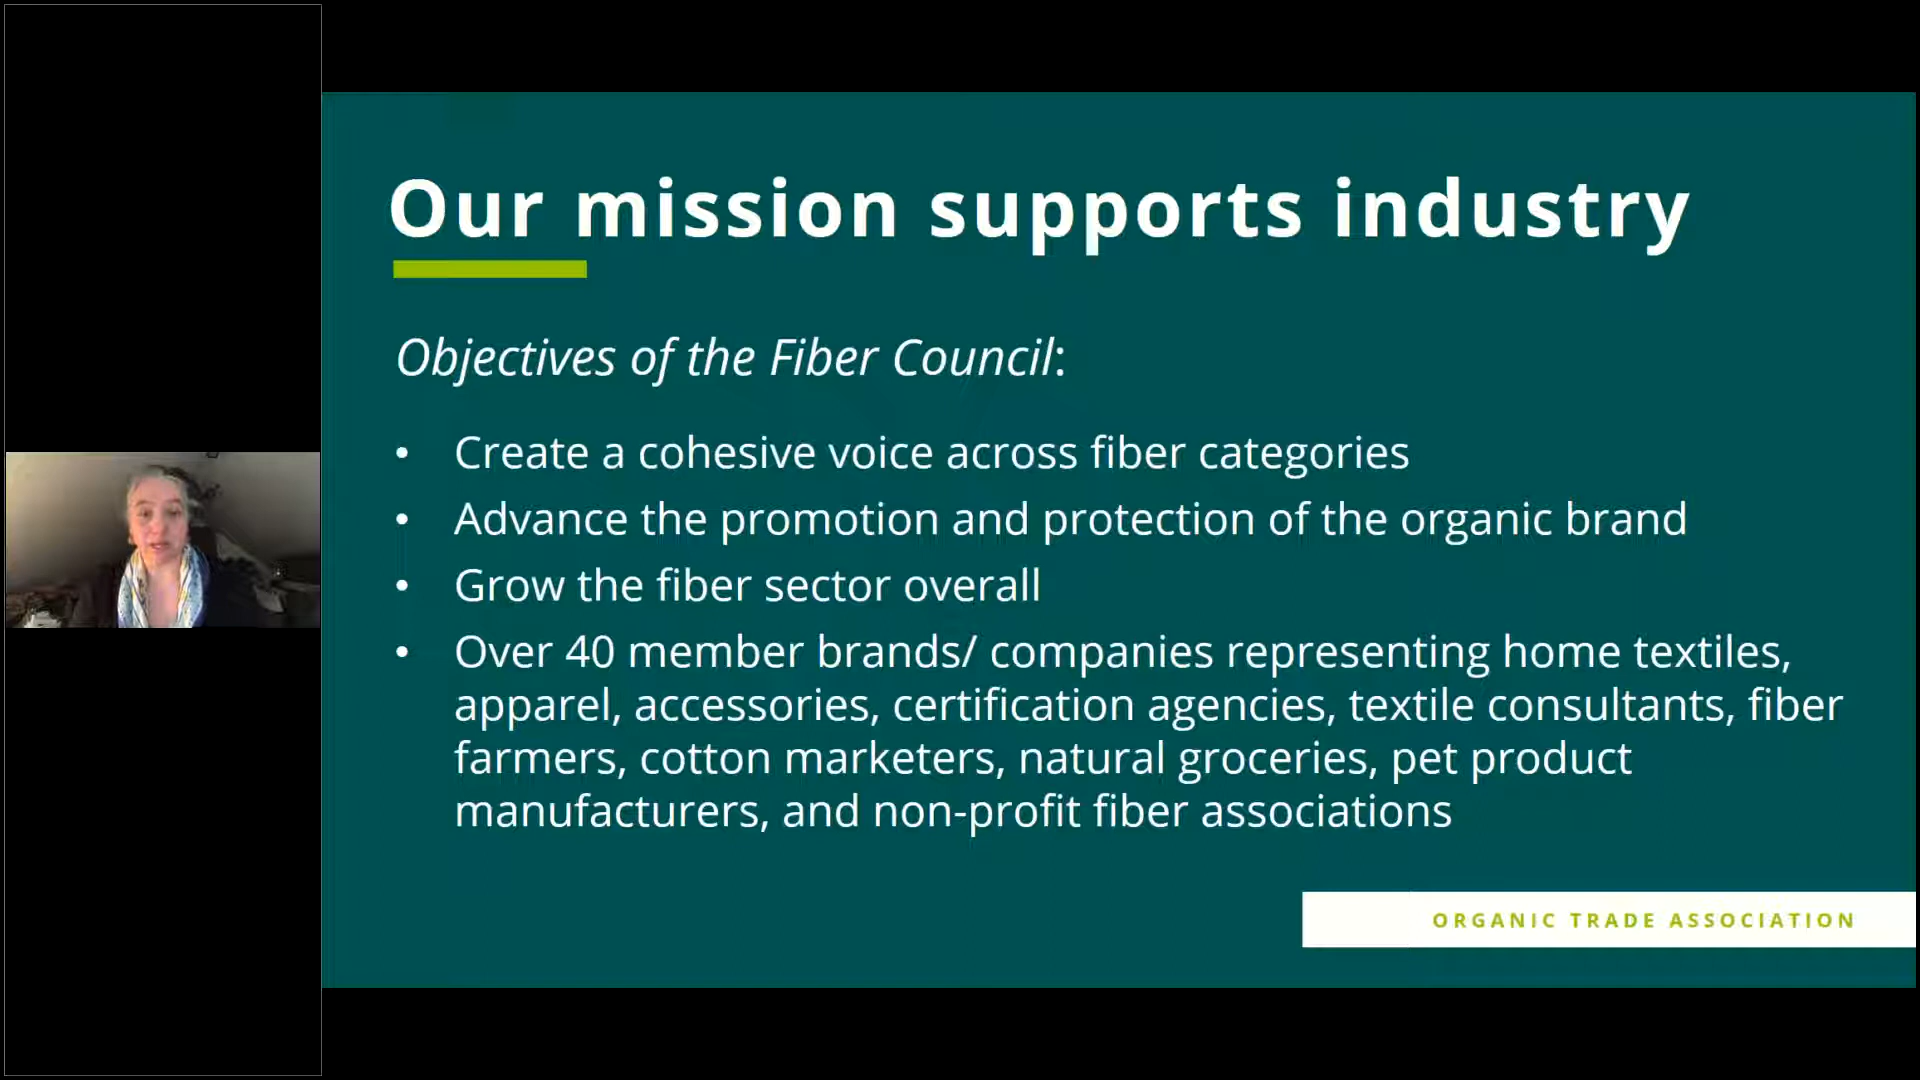 Our mission supports industry
Objectives of the Fiber Council:
• Create a cohesive voice across fiber categories
• Advance the promotion and protection of the organic brand
• Grow the fiber sector overall
• Over 40 member brands/ companies representing home textiles,
apparel, accessories, certification agencies, textile consultants, fiber
farmers, cotton marketers, natural groceries, pet product
manufacturers, and non-profit fiber associations
ORGANIC TRADE ASSOCIATION